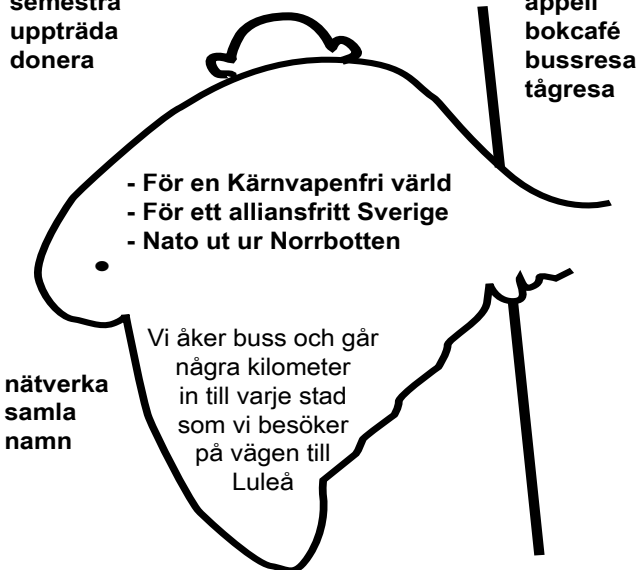 semestra
uppträda
donera
appell
bokcafé
bussresa
tågresa
- För en Kärnvapenfri värld
- För ett alliansfritt Sverige
- Nato ut ur Norrbotten
Vi åker buss och går
några kilometer
in till varje stad
som vi besöker
på vägen till
Luleå
nätverka
samla
namn